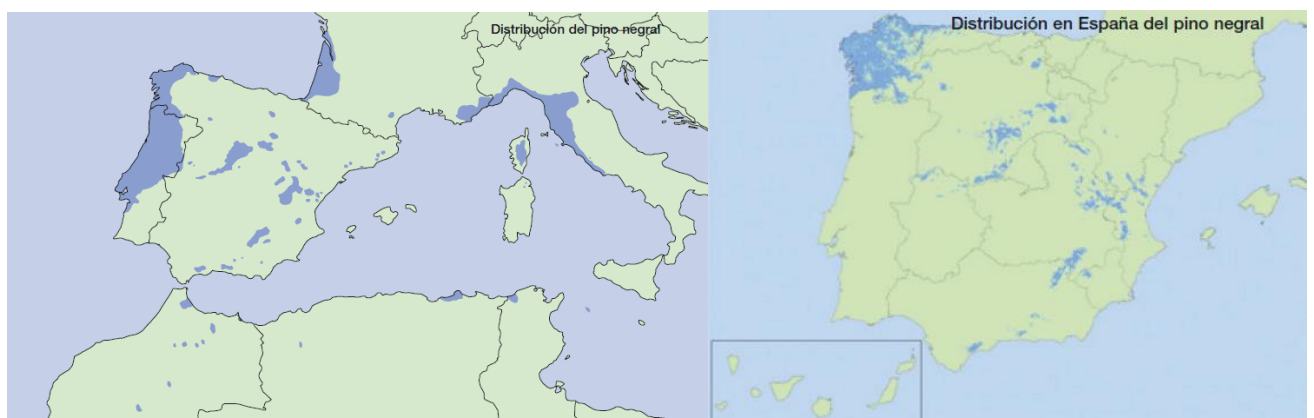 Distribución del pino negral
Distribución en España del pino negral